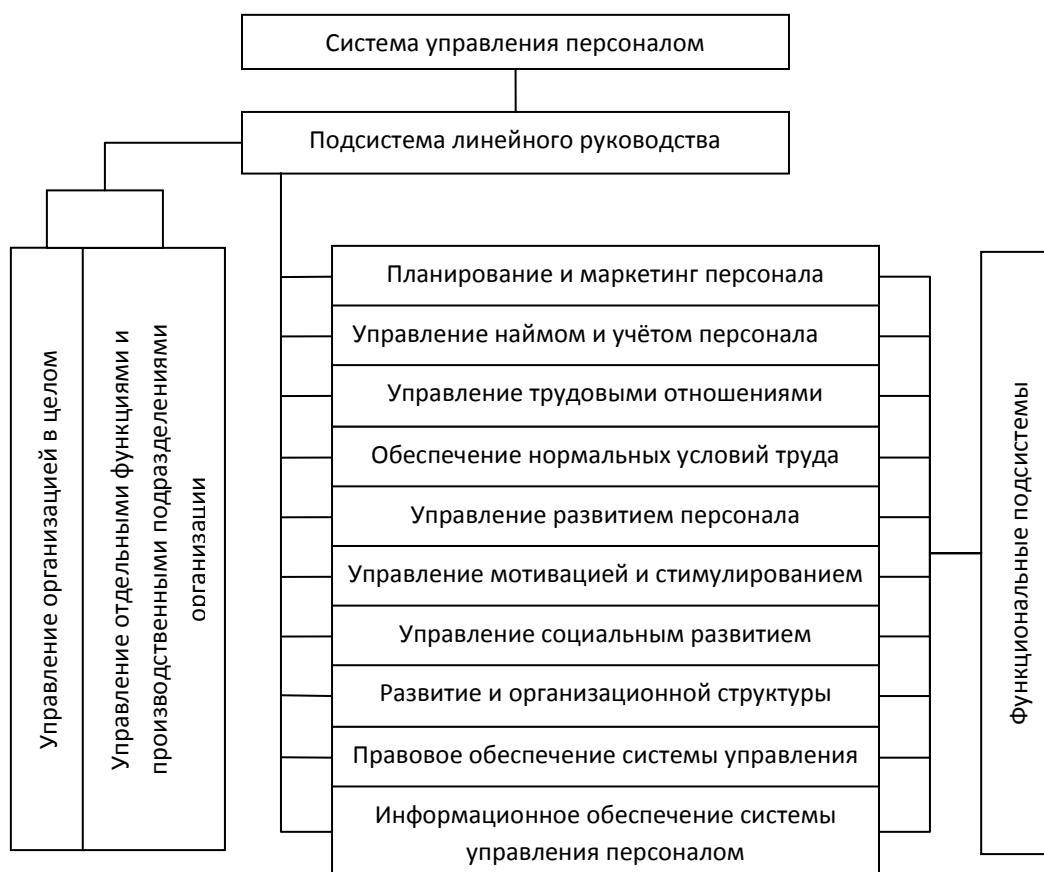 Система управления персоналом
Подсистема линейного руководства
Управление организацией в целом
Управление отдельными функциями и
производственными подразделениями
организации
Планирование и маркетинг персонала
Управление наймом и учётом персонала
Управление трудовыми отношениями
Обеспечение нормальных условий труда
Управление развитием персонала
Управление мотивацией и стимулированием
Управление социальным развитием
Развитие и организационной структуры
Правовое обеспечение системы управления
Информационное обеспечение системы
управления персоналом
Функциональные подсистемы